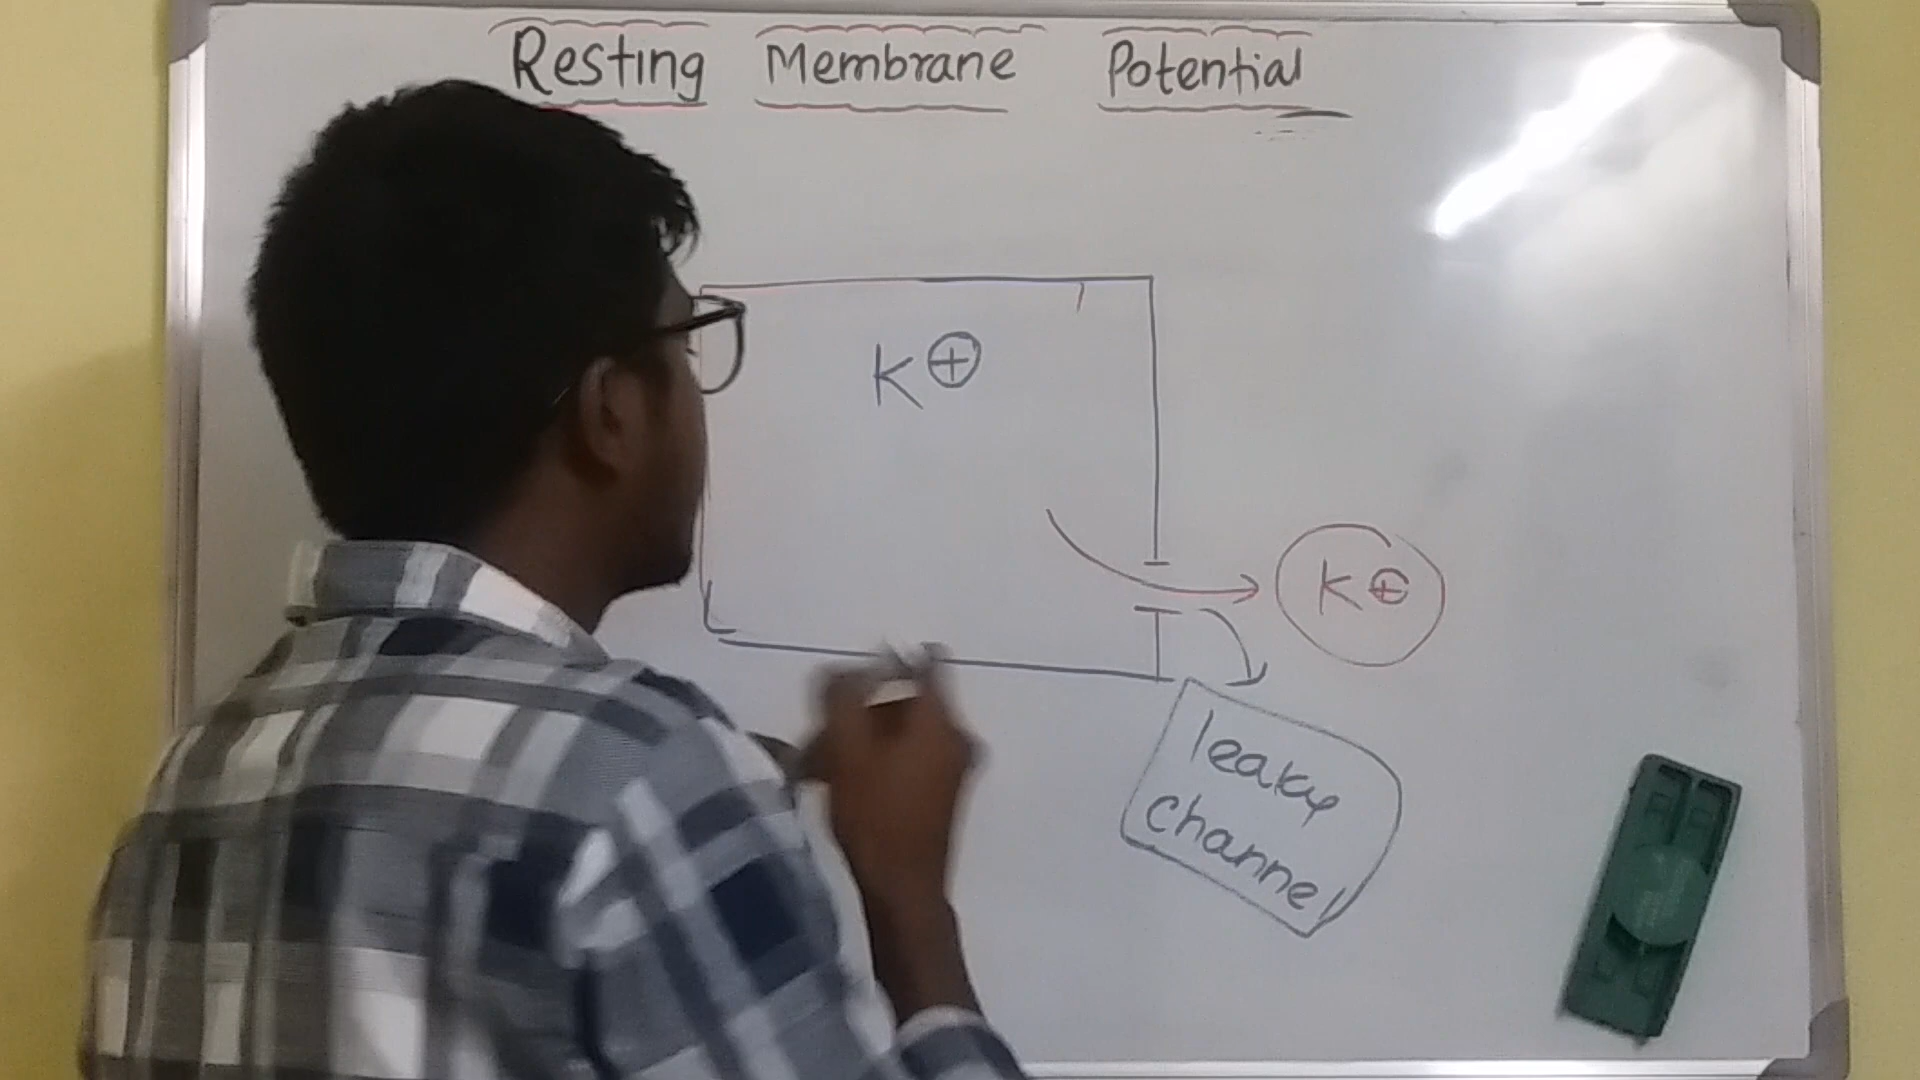 Resting Membrane Potential
K⊕
K⊕
leaky
channel